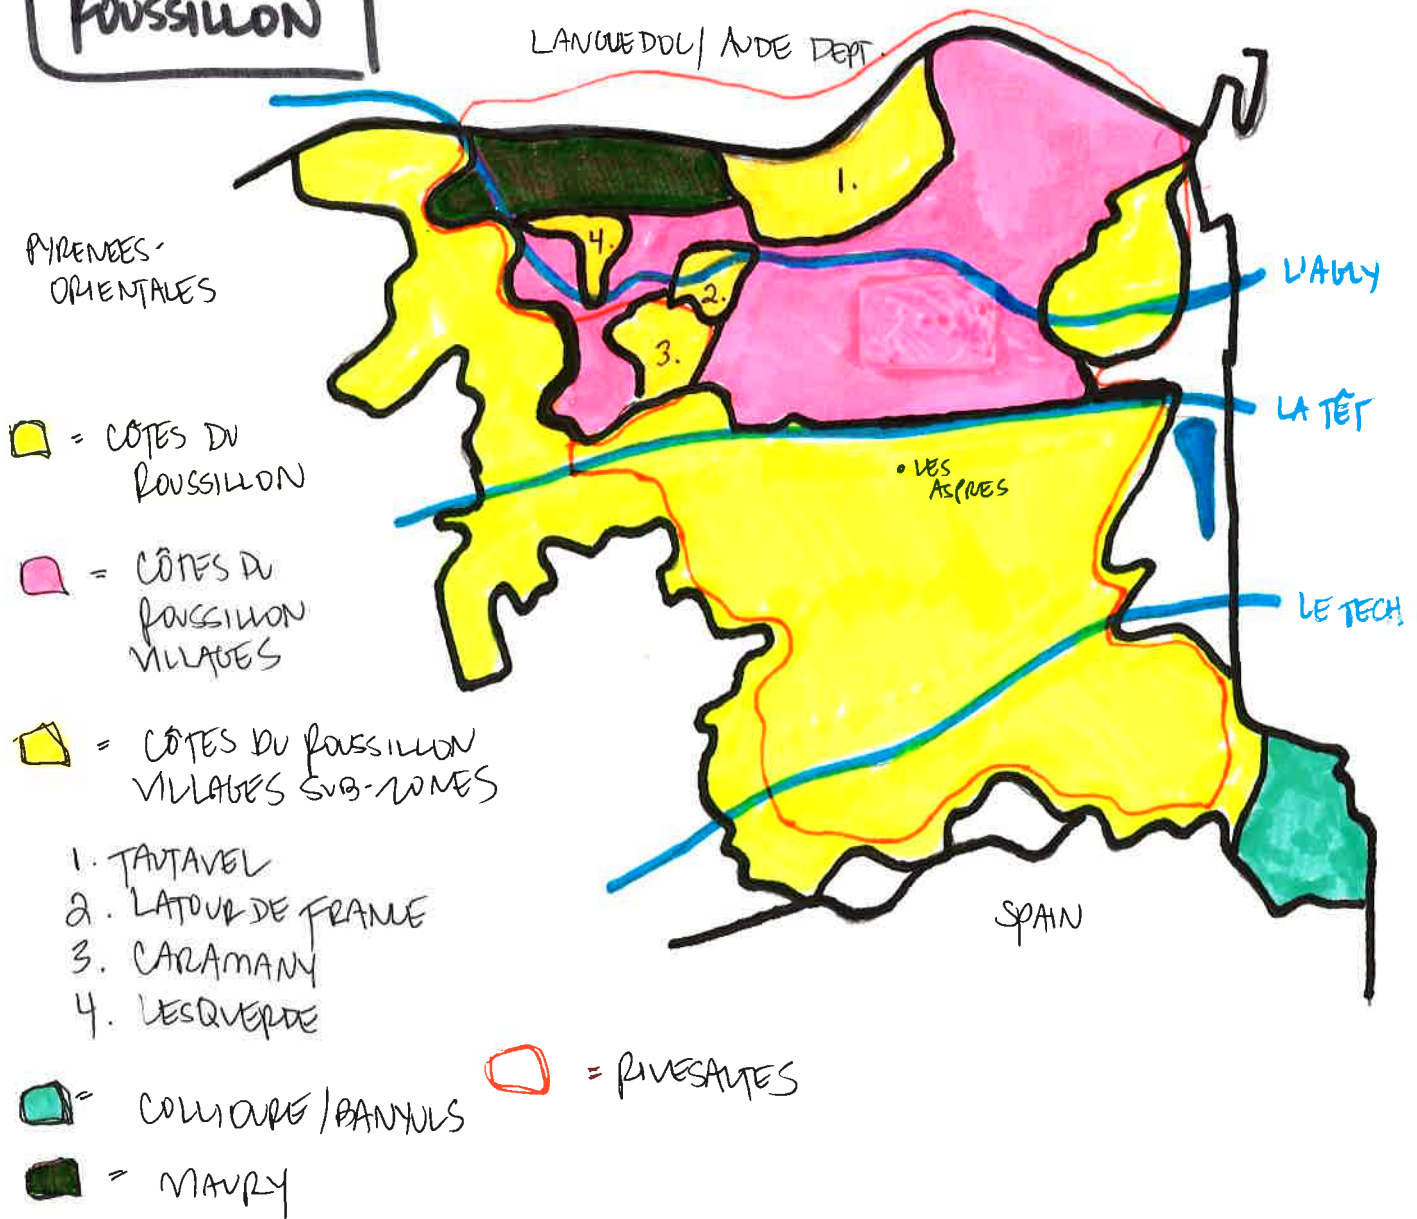 ROUSSILLON
LANGUEDOC/ AUDE DEPT.
N
PYRENEES-
ORIENTALES
1.
4.
2.
3.
L'AGLY
LA TÊT
• LES
ASPRES
LE TECH
SPAIN
= CÔTES DU
ROUSSILLON
= CÔTES DU
ROUSSILLON
VILLAGES
= CÔTES DU ROUSSILLON
VILLAGES SUB-ZONES
1. TAUTAVEL
2. LATOUR DE FRANCE
3. CARAMANY
4. LESQUERDE
= COLLIOURE/BANYULS
= MAURY
= RIVESALTES